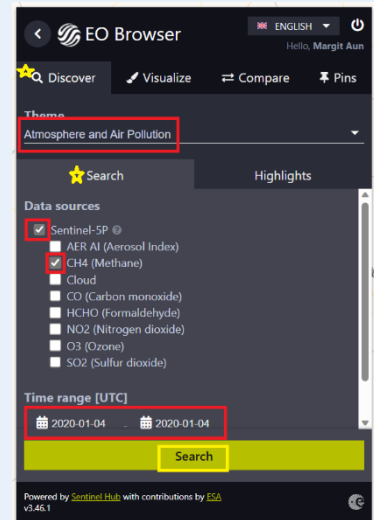 EO Browser
ENGLISH
Hello, Margit Aun
Discover
Visualize
Compare
Pins
Theme
Atmosphere and Air Pollution
Search
Highlights
Data sources
Sentinel-5P
AER AI (Aerosol Index)
CH4 (Methane)
Cloud
CO (Carbon monoxide)
HCHO (Formaldehyde)
NO2 (Nitrogen dioxide)
O3 (Ozone)
SO2 (Sulfur dioxide)
Time range [UTC]
2020-01-04 - 2020-01-04
Search
Powered by Sentinel Hub with contributions by ESA
v3.46.1